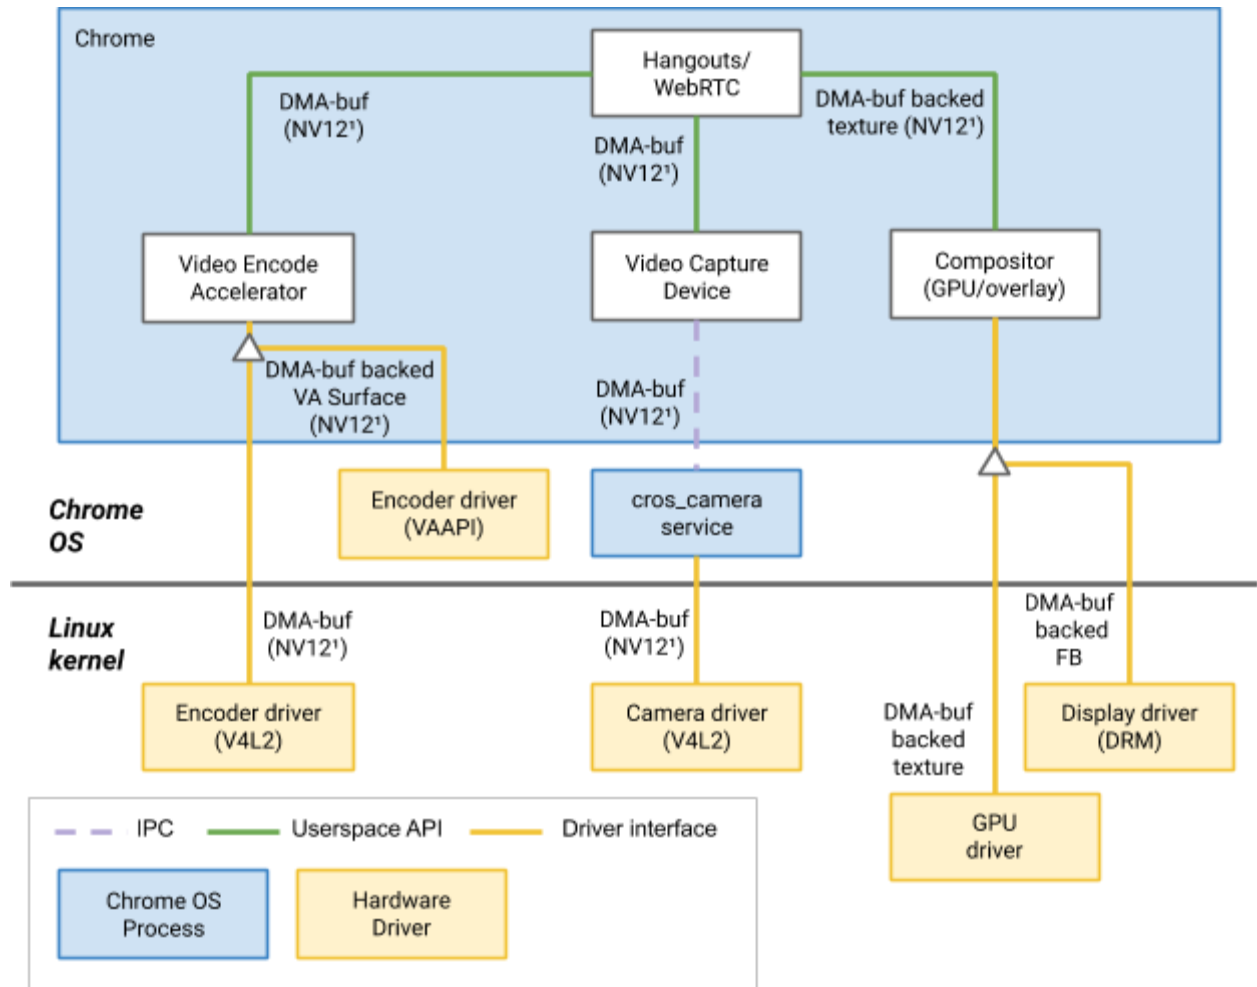 Chrome
Hangouts/
WebRTC
DMA-buf
(NV12¹)
DMA-buf
(NV12¹)
DMA-buf backed
texture (NV12¹)
Video Encode
Accelerator
Video Capture
Device
Compositor
(GPU/overlay)
DMA-buf backed
VA Surface
(NV12¹)
DMA-buf
(NV12¹)
Chrome
OS
Encoder driver
(VAAPI)
cros_camera
service
Linux
kernel
DMA-buf
(NV12¹)
DMA-buf
(NV12¹)
DMA-buf
backed
FB
Encoder driver
(V4L2)
Camera driver
(V4L2)
DMA-buf
backed
texture
Display driver
(DRM)
GPU
driver
IPC
Userspace API
Driver interface
Chrome OS
Process
Hardware
Driver